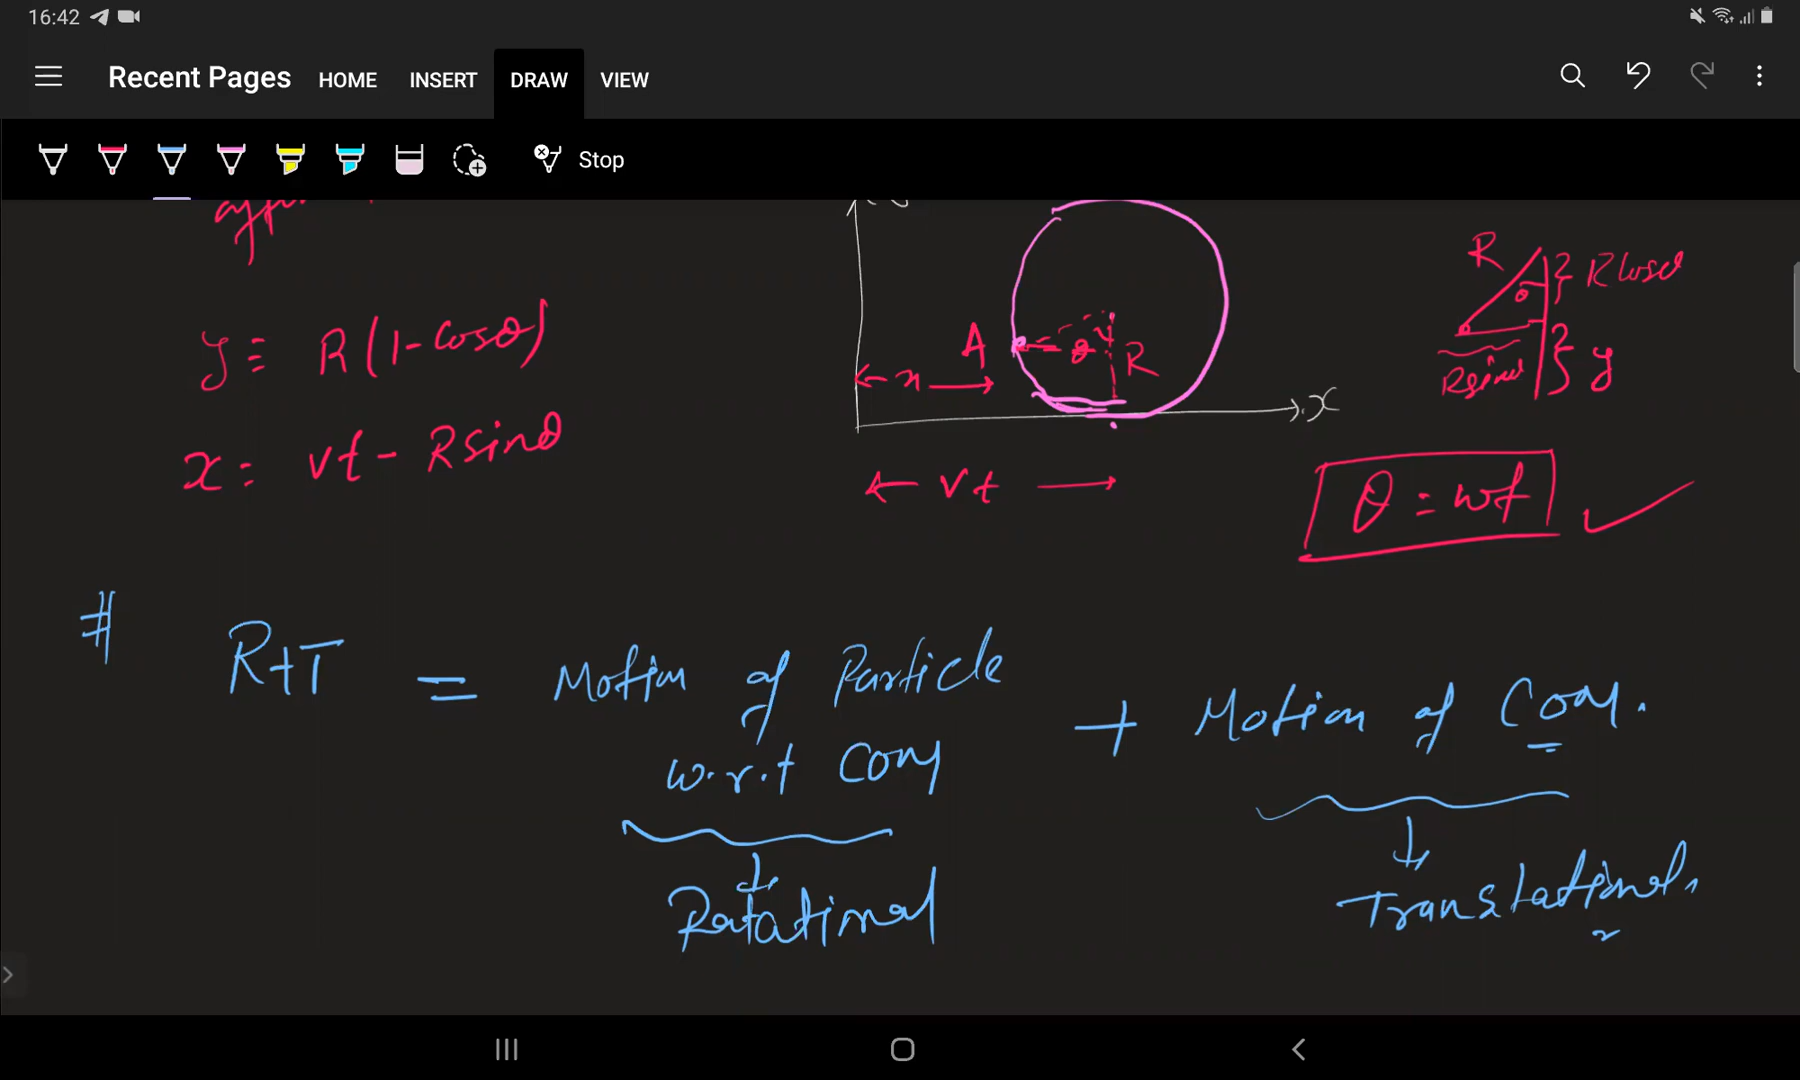 16:42
Recent Pages HOME INSERT DRAW VIEW
Stop
y = R(1-cosθ)
x = vt - Rsinθ
A
x
θ
R
x
vt
R
θ
Rcosθ
Rsinθ
y
θ = wt
#
R+T = Motion of Particle + Motion of Com.
w.r.t Com
Rotational
Translational.